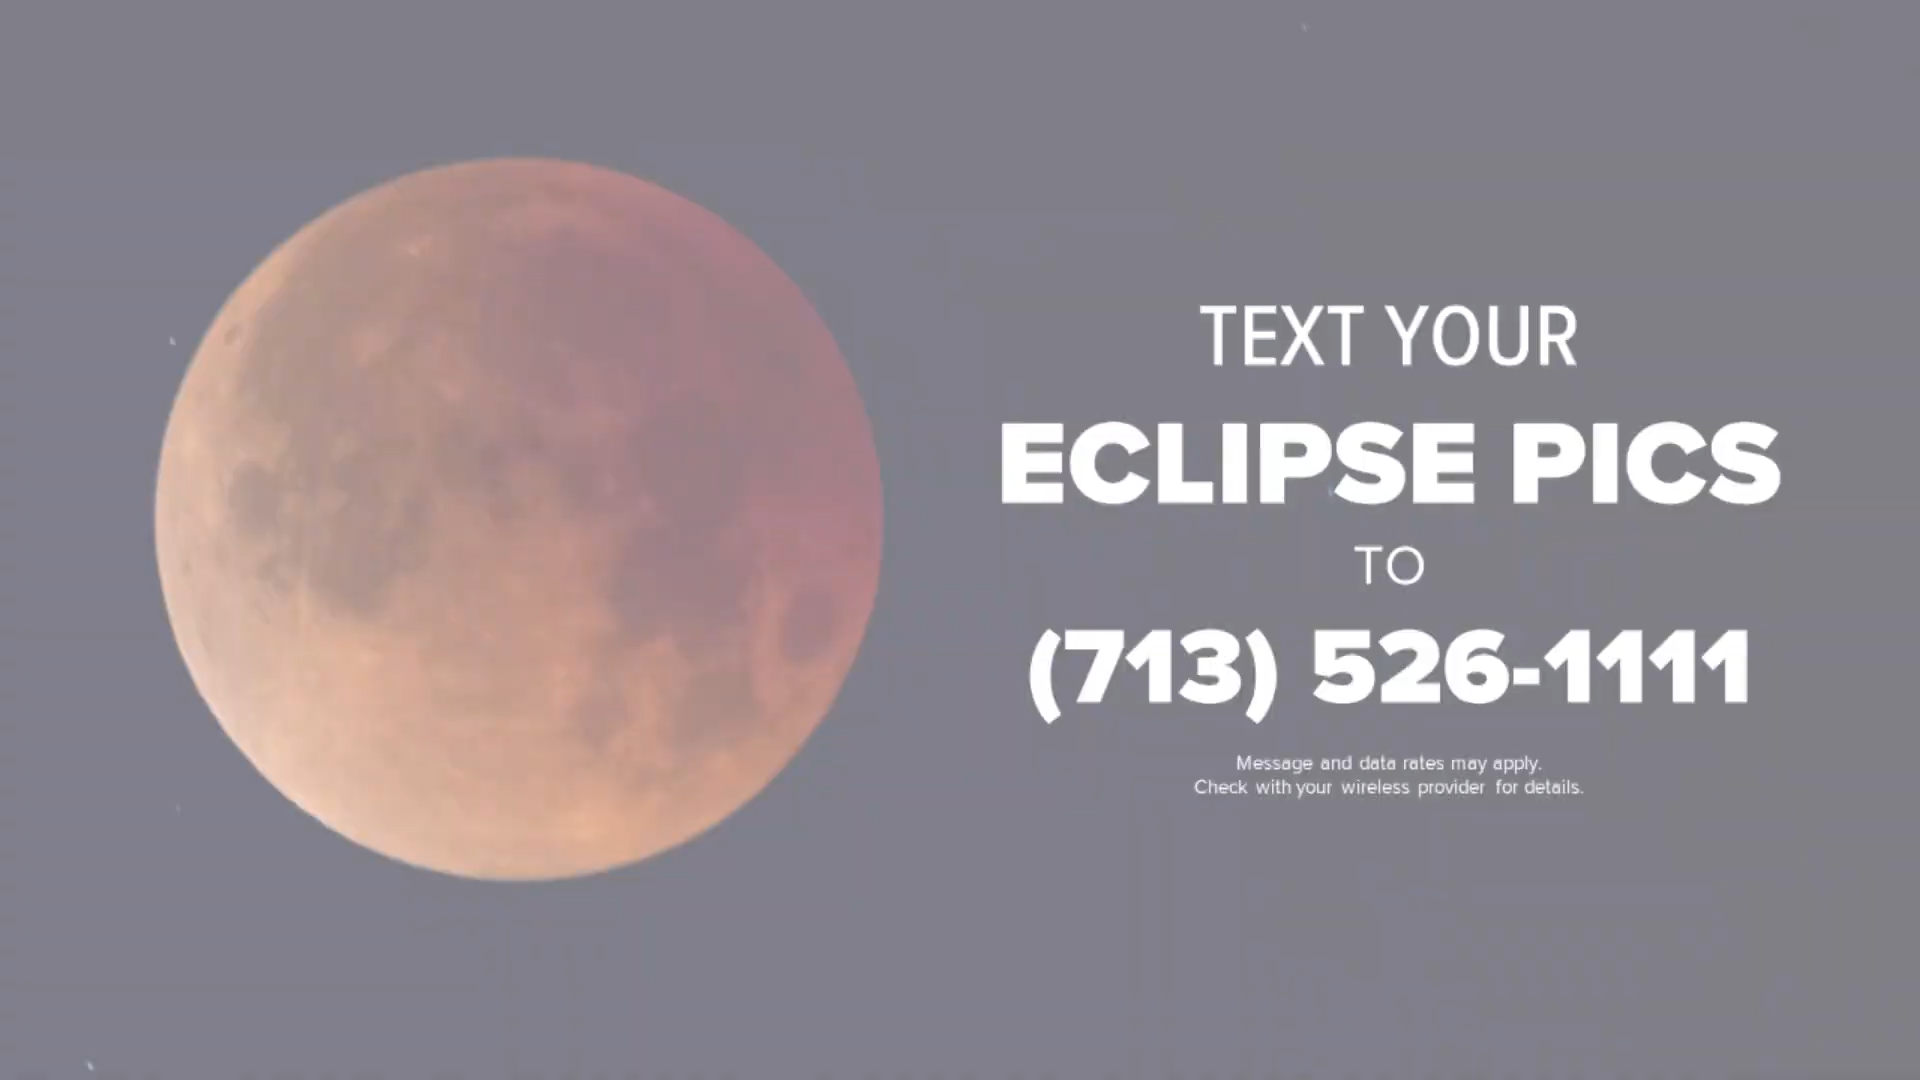 TEXT YOUR
ECLIPSE PICS
TO
(713) 526-1111
Message and data rates may apply.
Check with your wireless provider for details.